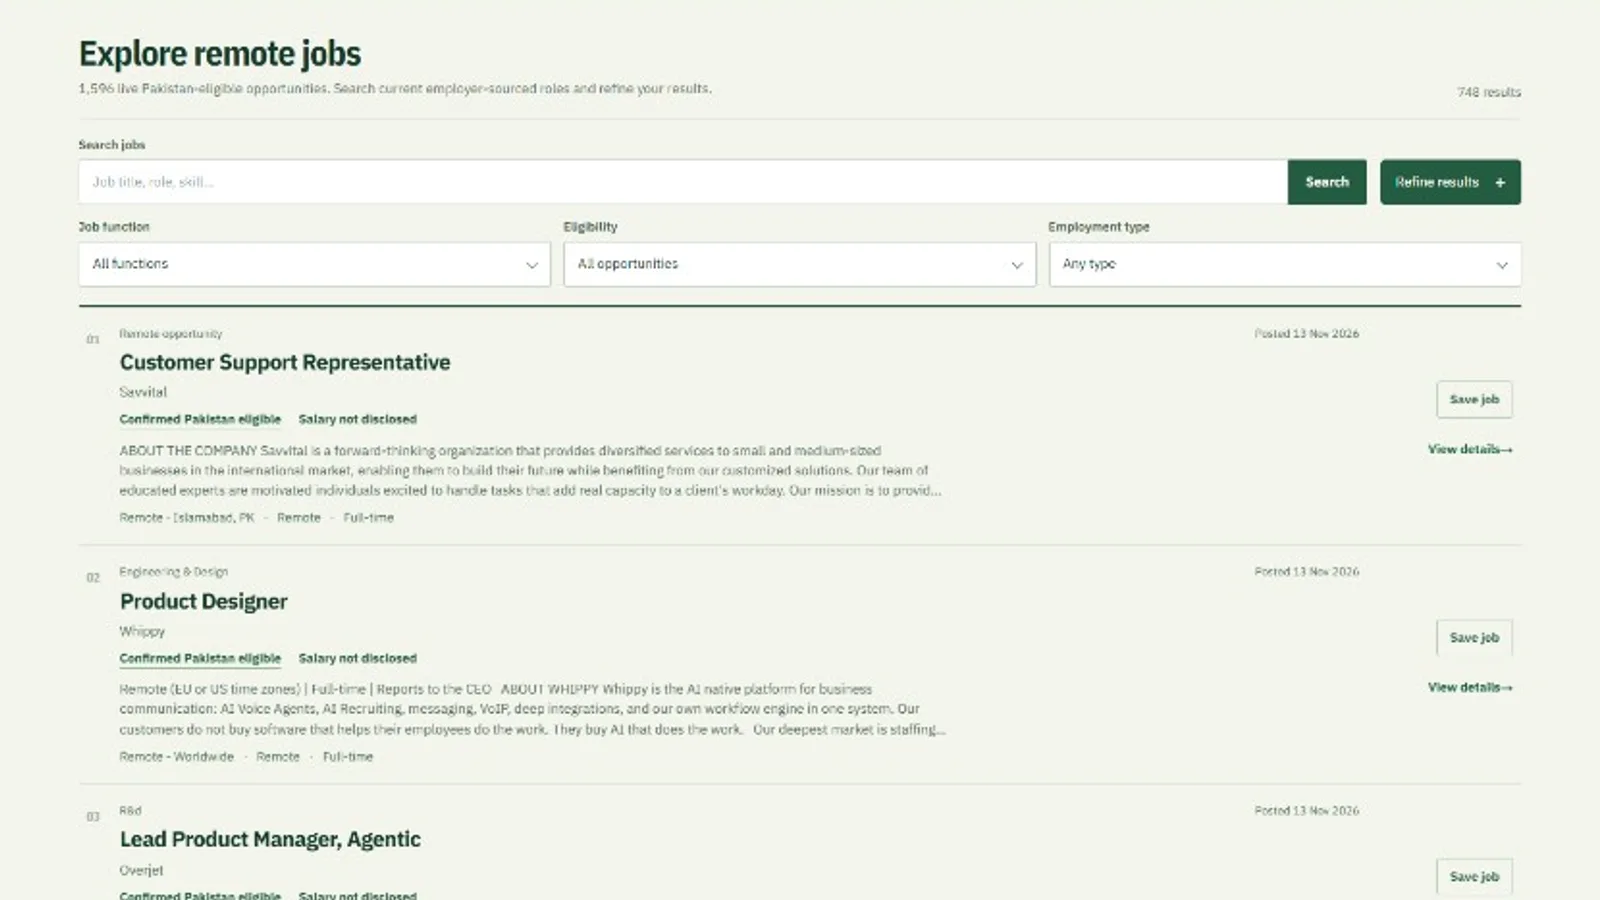 Explore remote jobs
1,596 live Pakistan-eligible opportunities. Search current employer-sourced roles and refine your results.
748 results
Search jobs
Job title, role, skill...
Search
Refine results +
Job function
Eligibility
Employment type
All functions
All opportunities
Any type
01
Remote opportunity
Posted 13 Nov 2026
Customer Support Representative
Savvital
Save job
Confirmed Pakistan eligible Salary not disclosed
ABOUT THE COMPANY Savvital is a forward-thinking organization that provides diversified services to small and medium-sized
View details→
businesses in the international market, enabling them to build their future while benefiting from our customized solutions. Our team of
educated experts are motivated individuals excited to handle tasks that add real capacity to a client's workday. Our mission is to provid...
Remote - Islamabad, PK - Remote - Full-time
02
Engineering & Design
Posted 13 Nov 2026
Product Designer
Whippy
Save job
Confirmed Pakistan eligible Salary not disclosed
Remote (EU or US time zones) | Full-time | Reports to the CEO ABOUT WHIPPY Whippy is the AI native platform for business
View details→
communication: AI Voice Agents, AI Recruiting, messaging, VoIP, deep integrations, and our own workflow engine in one system. Our
customers do not buy software that helps their employees do the work. They buy AI that does the work. Our deepest market is staffing...
Remote - Worldwide · Remote · Full-time
03
R&d
Posted 13 Nov 2026
Lead Product Manager, Agentic
Overjet
Save job
Confirmed Pakistan eligible Salary not disclosed